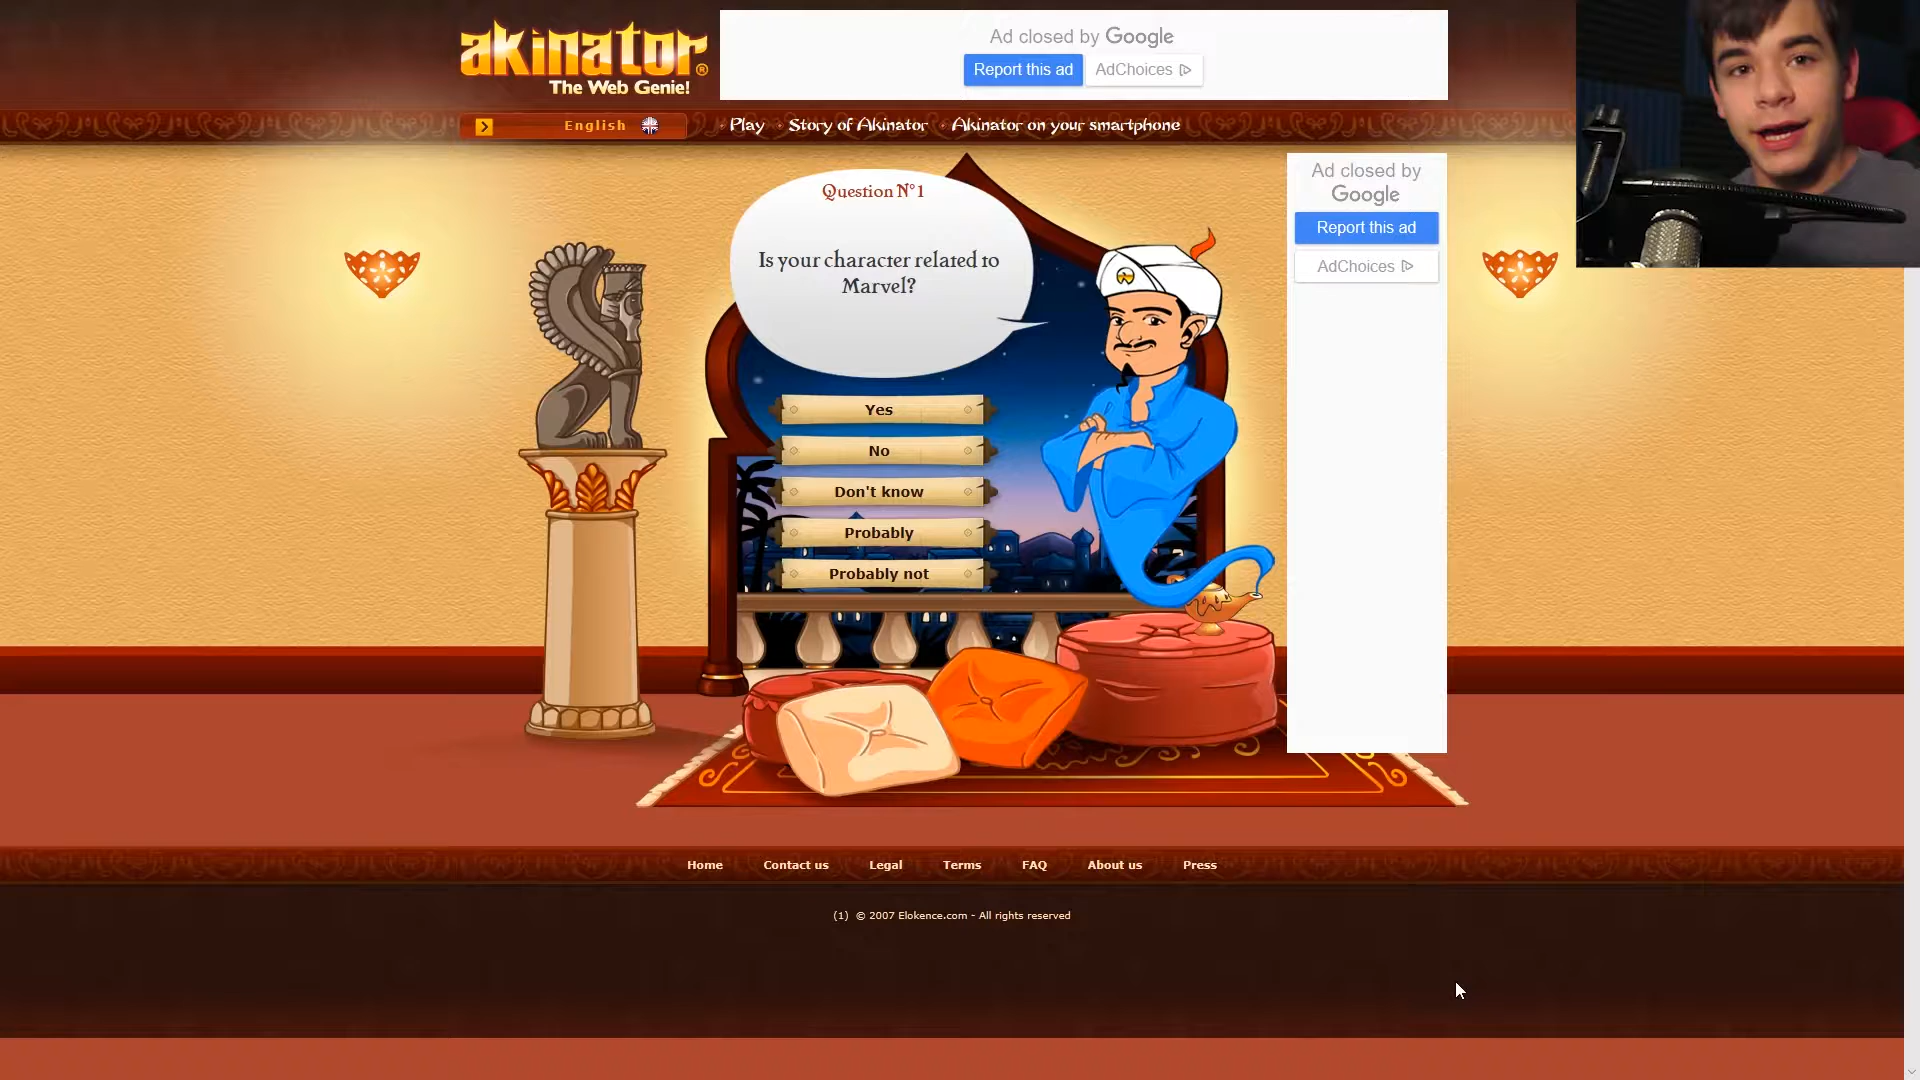 akinator®
The Web Genie!
Ad closed by Google
Report this ad
AdChoices
English
Play
Story of Akinator
Akinator on your smartphone
Question N°1
Is your character related to
Marvel?
Yes
No
Don't know
Probably
Probably not
Ad closed by
Google
Report this ad
AdChoices
Home
Contact us
Legal
Terms
FAQ
About us
Press
(1) © 2007 Elokence.com - All rights reserved